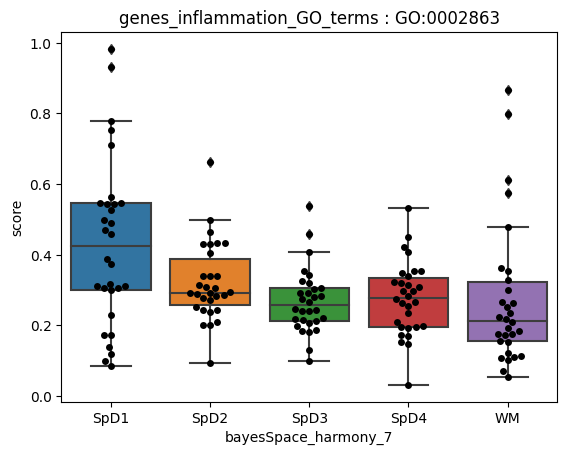 genes_inflammation_GO_terms : GO:0002863
score
1.0
0.8
0.6
0.4
0.2
0.0
SpD1 SpD2 SpD3 SpD4 WM
bayesSpace_harmony_7